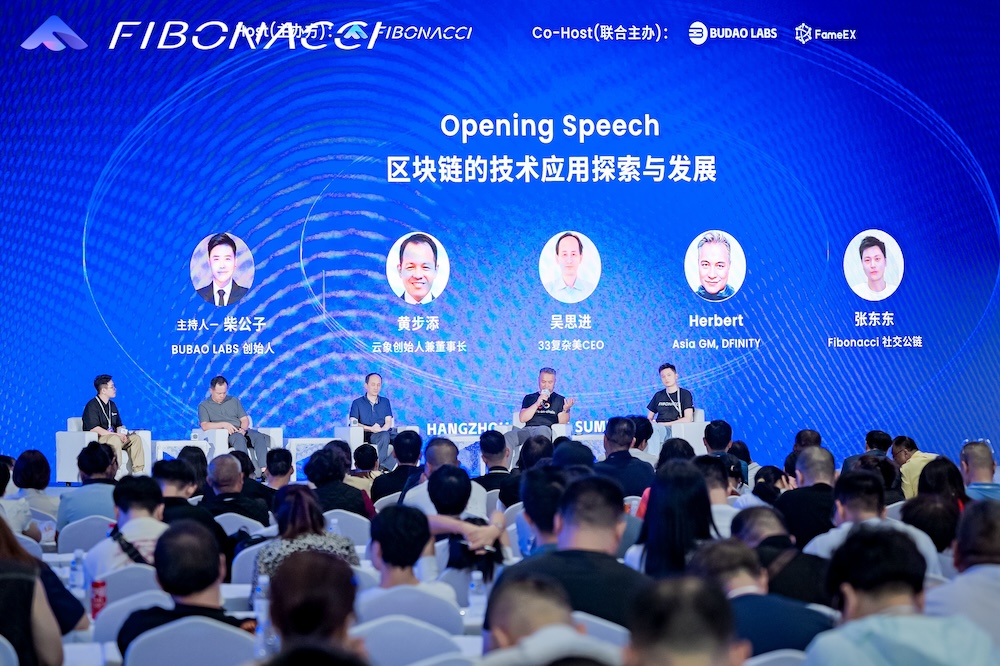 FIBONACCI
Host(主办方): FIBONACCI
Co-Host(联合主办): BUDAO LABS FameEX
Opening Speech
区块链的技术应用探索与发展
主持人— 柴公子
BUBAO LABS 创始人
黄步添
云象创始人兼董事长
吴思进
33复杂美CEO
Herbert
Asia GM, DFINITY
张东东
Fibonacci 社交公链
HANGZHOU
SUM
FIBONACCI